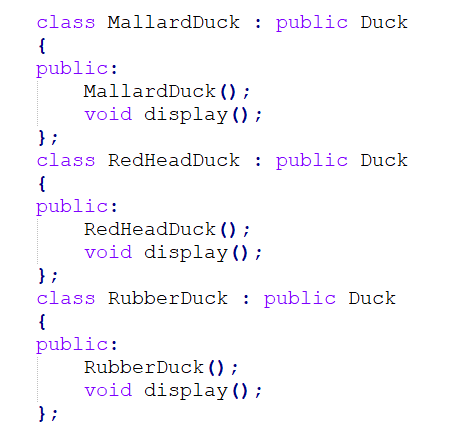 class MallardDuck : public Duck
{
public:
    MallardDuck();
    void display();
};
class RedHeadDuck : public Duck
{
public:
    RedHeadDuck();
    void display();
};
class RubberDuck : public Duck
{
public:
    RubberDuck();
    void display();
};